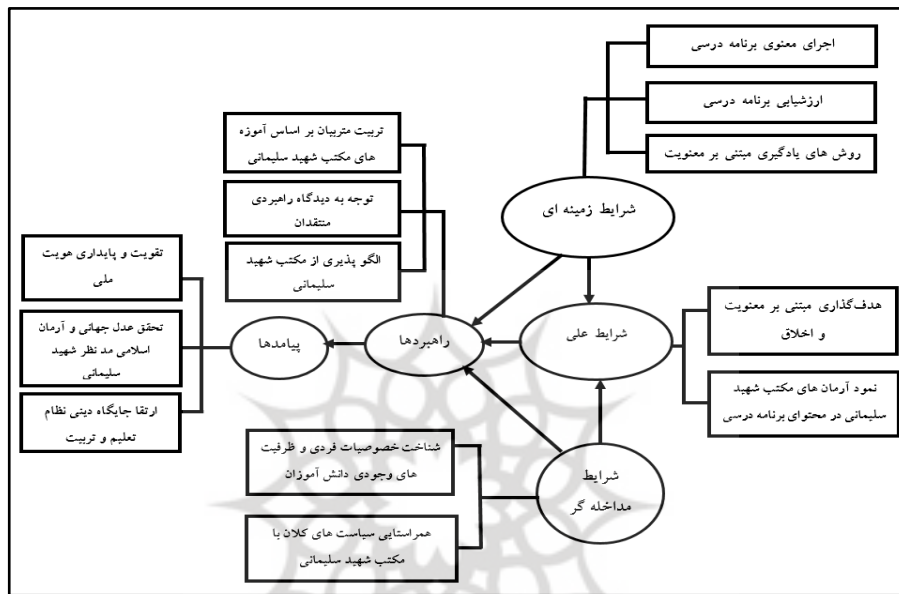 اجرای معنوی برنامه درسی
ارزشیابی برنامه درسی
روش های یادگیری مبتنی بر معنویت
شرایط زمینه ای
تربیت متربیان بر اساس آموزه
های مکتب شهید سلیمانی
توجه به دیدگاه راهبردی
منتقدان
الگو پذیری از مکتب شهید
سلیمانی
هدف‌گذاری مبتنی بر معنویت
و اخلاق
نمود آرمان های مکتب شهید
سلیمانی در محتوای برنامه درسی
شرایط علی
راهبردها
پیامدها
تقویت و پایداری هویت
ملی
تحقق عدل جهانی و آرمان
اسلامی مد نظر شهید
سلیمانی
ارتقا جایگاه دینی نظام
تعلیم و تربیت
شرایط
مداخله گر
شناخت خصوصیات فردی و ظرفیت
های وجودی دانش آموزان
همراستایی سیاست های کلان با
مکتب شهید سلیمانی